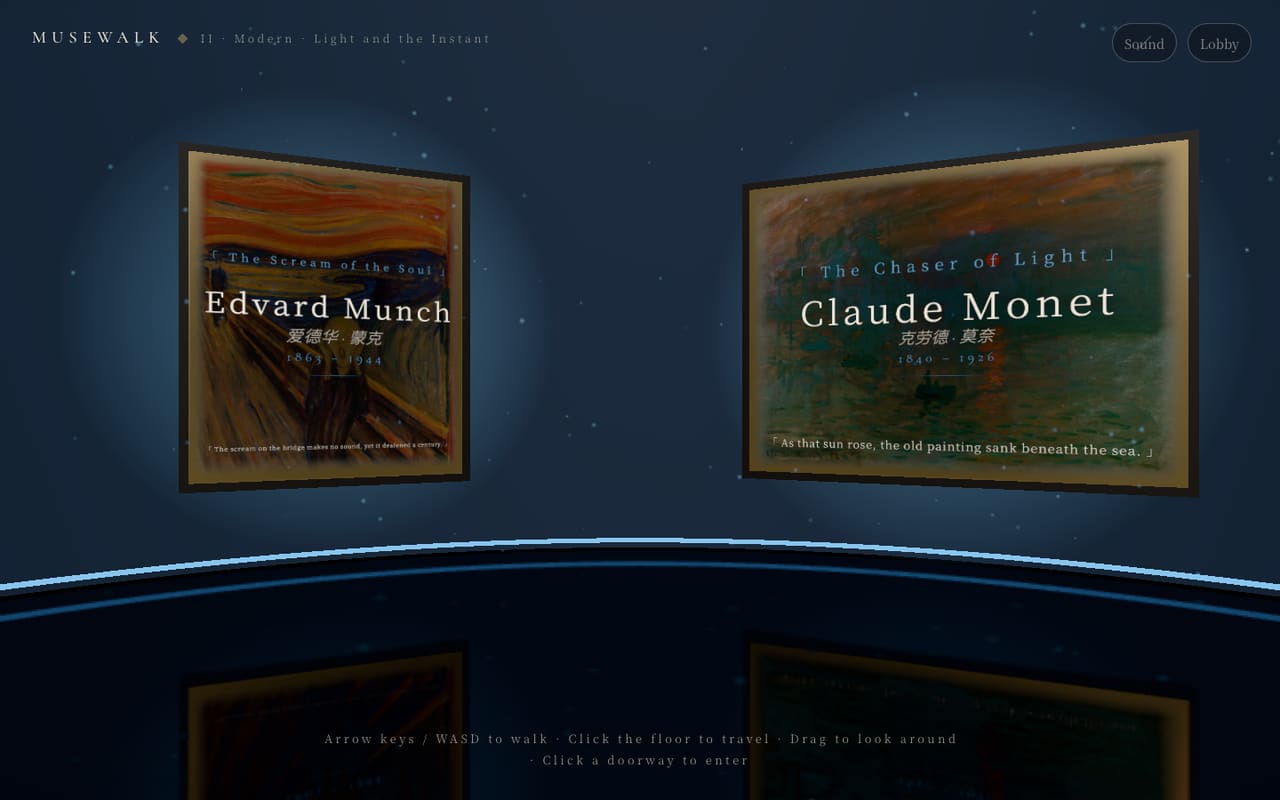 MUSEWALK ◆ II · Modern · Light and the Instant
Sound
Lobby
「 The Scream of the Soul 」
Edvard Munch
爱德华 · 蒙克
1863 – 1944
「 The scream on the bridge makes no sound, yet it deafened a century. 」
「 The Chaser of Light 」
Claude Monet
克劳德 · 莫奈
1840 – 1926
「 As that sun rose, the old painting sank beneath the sea. 」
Arrow keys / WASD to walk · Click the floor to travel · Drag to look around
· Click a doorway to enter